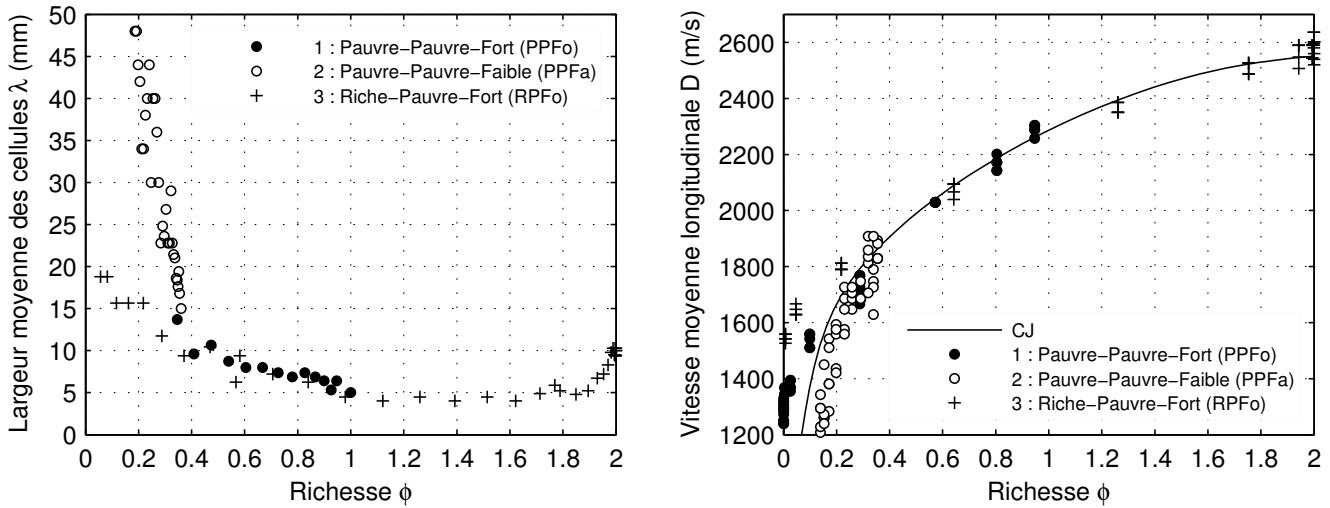 50
45
40
35
30
25
20
15
10
5
0
Largeur moyenne des cellules λ (mm)
1 : Pauvre−Pauvre−Fort (PPFo)
2 : Pauvre−Pauvre−Faible (PPFa)
3 : Riche−Pauvre−Fort (RPFo)
0 0.2 0.4 0.6 0.8 1 1.2 1.4 1.6 1.8 2
Richesse ϕ
2600
2400
2200
2000
1800
1600
1400
1200
Vitesse moyenne longitudinale D (m/s)
CJ
1 : Pauvre−Pauvre−Fort (PPFo)
2 : Pauvre−Pauvre−Faible (PPFa)
3 : Riche−Pauvre−Fort (RPFo)
0 0.2 0.4 0.6 0.8 1 1.2 1.4 1.6 1.8 2
Richesse ϕ